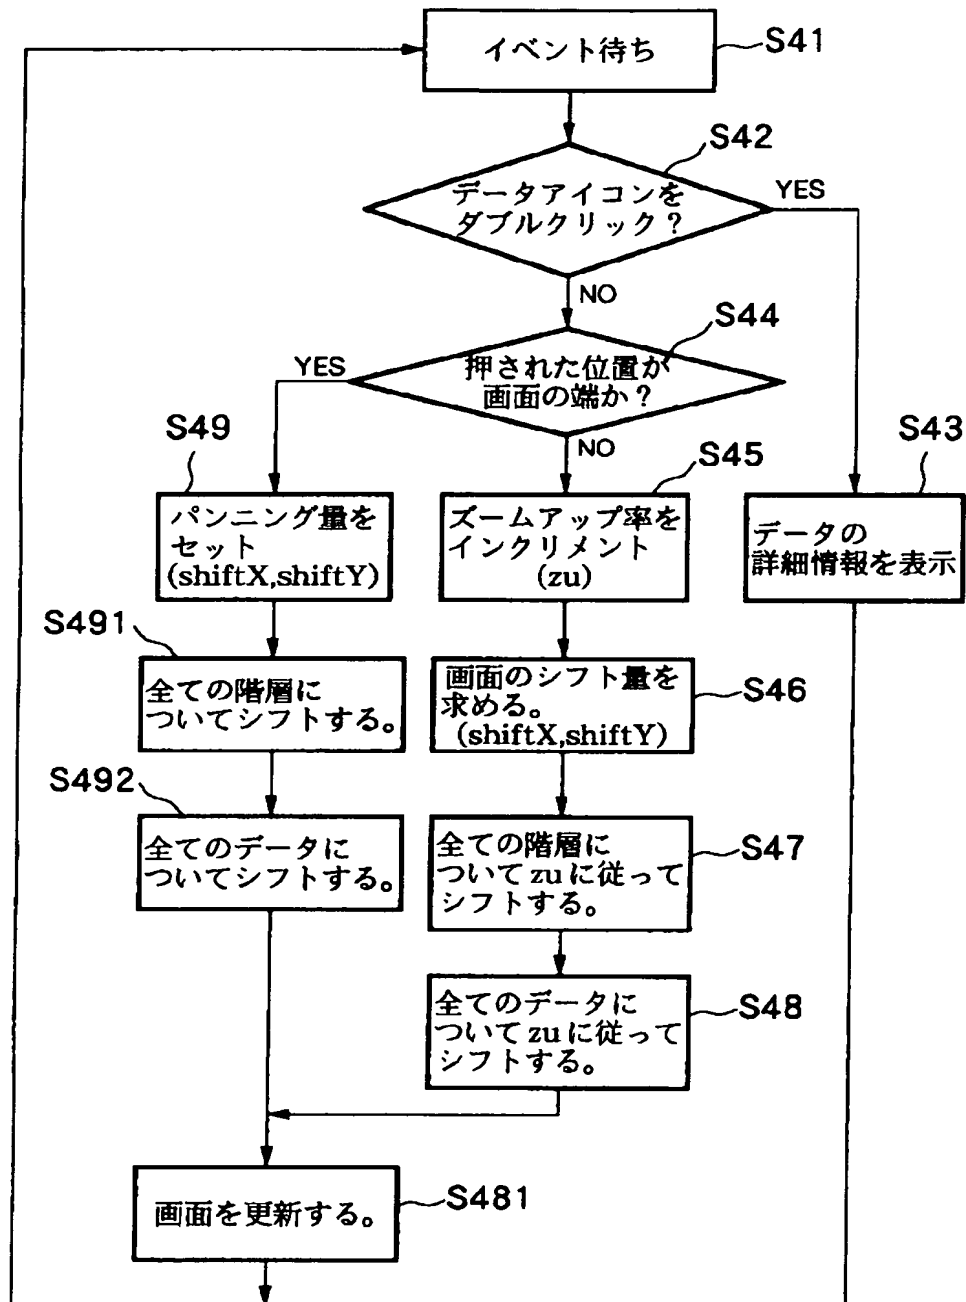 イベント待ち
S41
S42
データアイコンを
ダブルクリック?
YES
NO
S44
押された位置が
画面の端か?
YES
NO
S49
パンニング量を
セット
(shiftX,shiftY)
S45
ズームアップ率を
インクリメント
(zu)
S43
データの
詳細情報を表示
S491
全ての階層に
ついてシフトする。
画面のシフト量を
求める。
(shiftX,shiftY)
S46
S492
全てのデータに
ついてシフトする。
全ての階層に
ついてzuに従って
シフトする。
S47
全てのデータに
ついてzuに従って
シフトする。
S48
画面を更新する。
S481